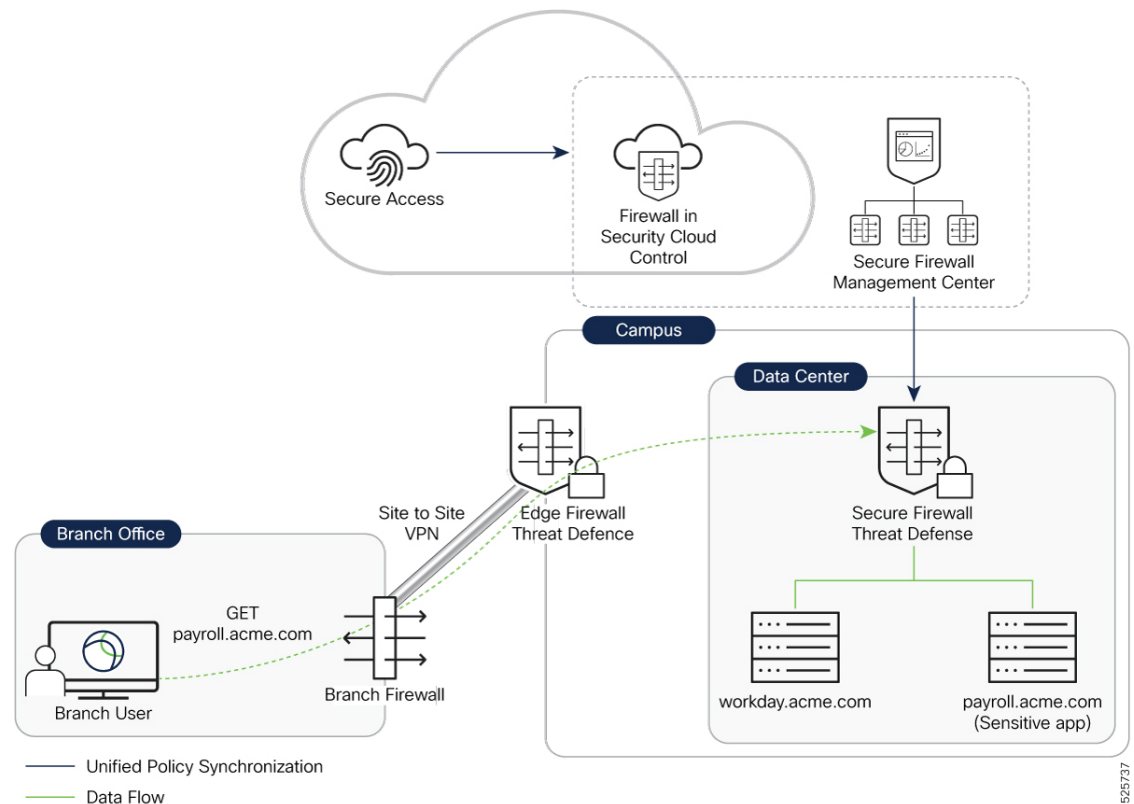 Secure Access
Firewall in
Security Cloud
Control
Secure Firewall
Management Center
Campus
Data Center
Site to Site
VPN
Edge Firewall
Threat Defence
Secure Firewall
Threat Defense
Branch Office
GET
payroll.acme.com
Branch User
Branch Firewall
workday.acme.com
payroll.acme.com
(Sensitive app)
Unified Policy Synchronization
Data Flow
525737